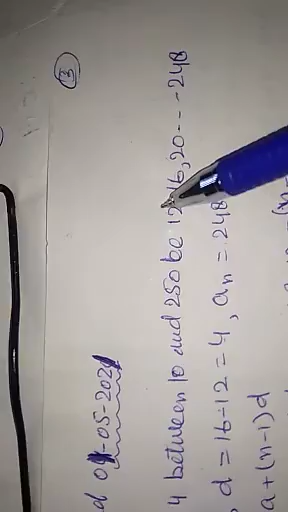 ③
d 04-05-2021
4 between 10 and 250 be 12, 16, 20 --- 248
, d = 16-12 = 4, an = 248
a + (n-1) d